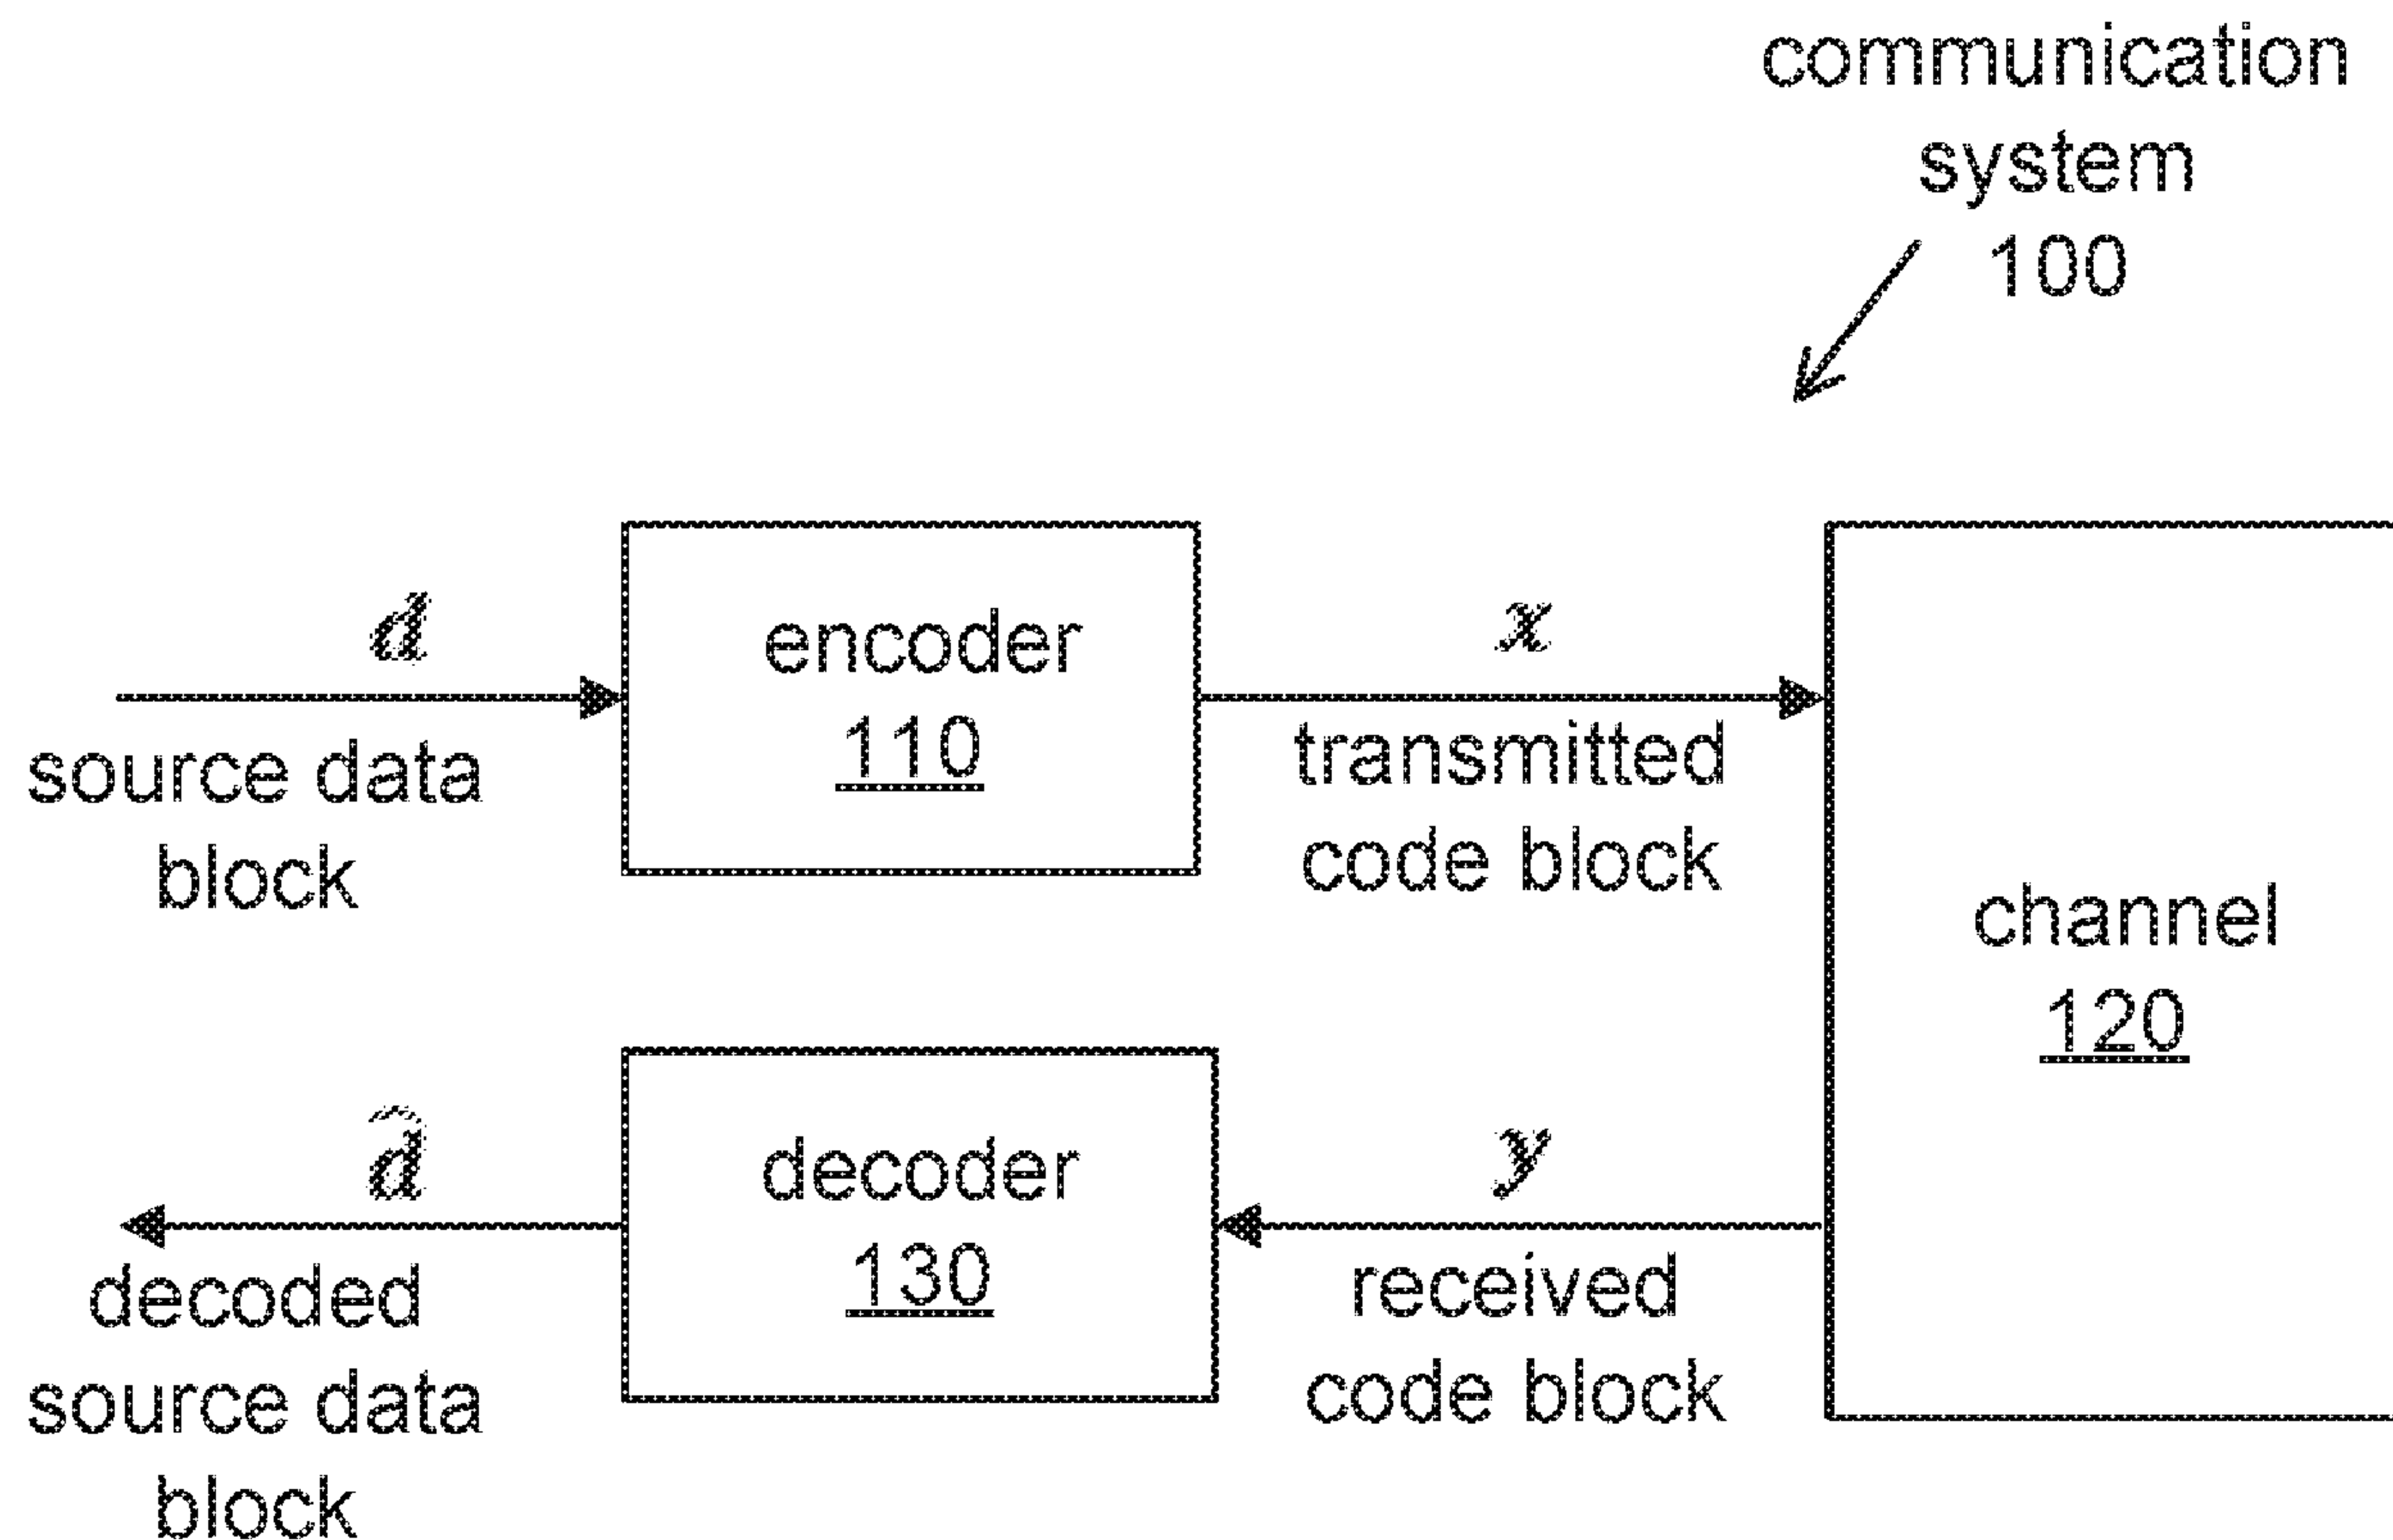 communication
system
100
d
source data
block
encoder
110
x
transmitted
code block
channel
120
d̂
decoded
source data
block
decoder
130
y
received
code block